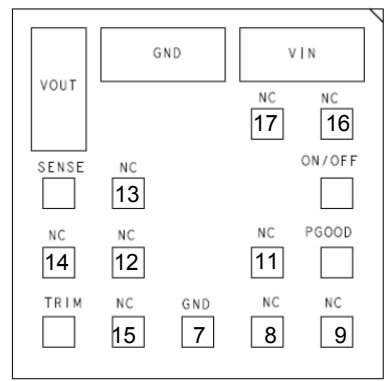 GND
VIN
VOUT
NC NC
17 16
SENSE NC ON/OFF
13
NC NC NC PGOOD
14 12 11
TRIM NC GND NC NC
15 7 8 9